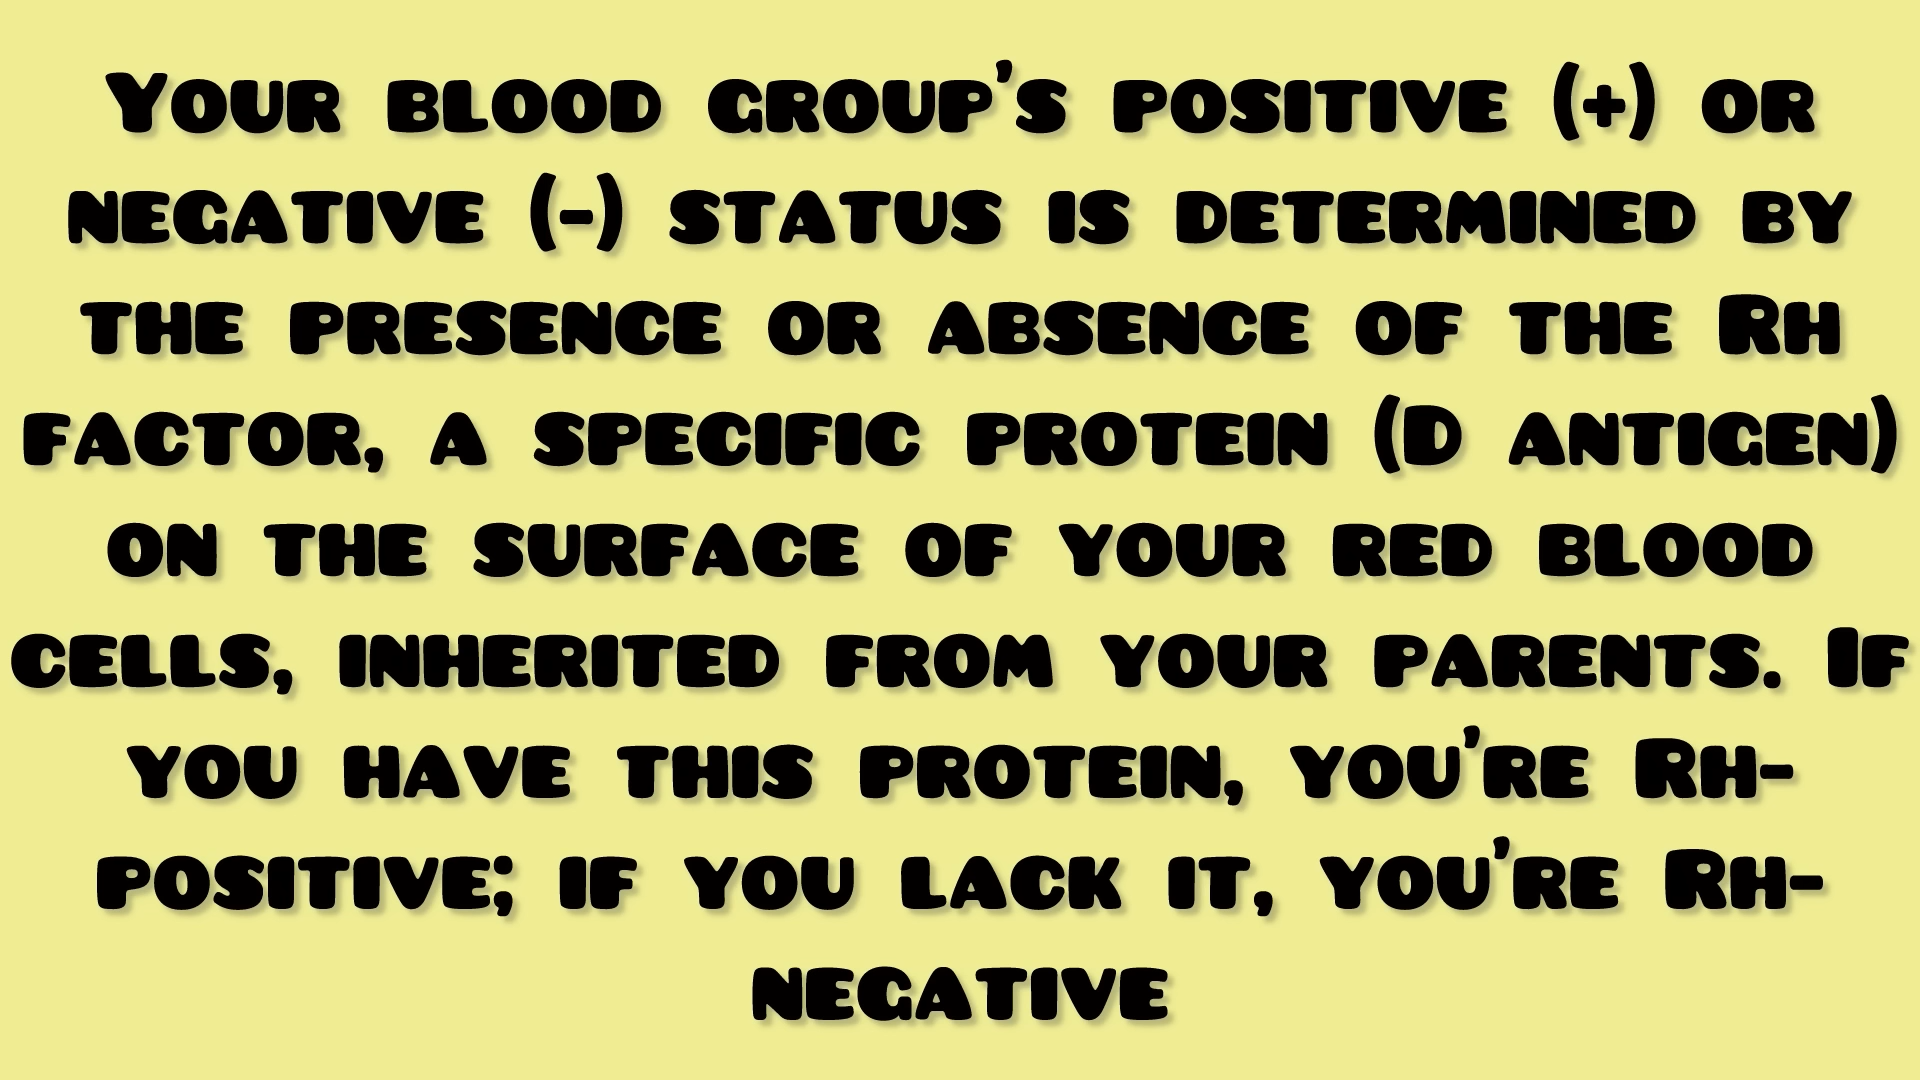 Your blood group's positive (+) or
negative (-) status is determined by
the presence or absence of the Rh
factor, a specific protein (D antigen)
on the surface of your red blood
cells, inherited from your parents. If
you have this protein, you're Rh-
positive; if you lack it, you're Rh-
negative